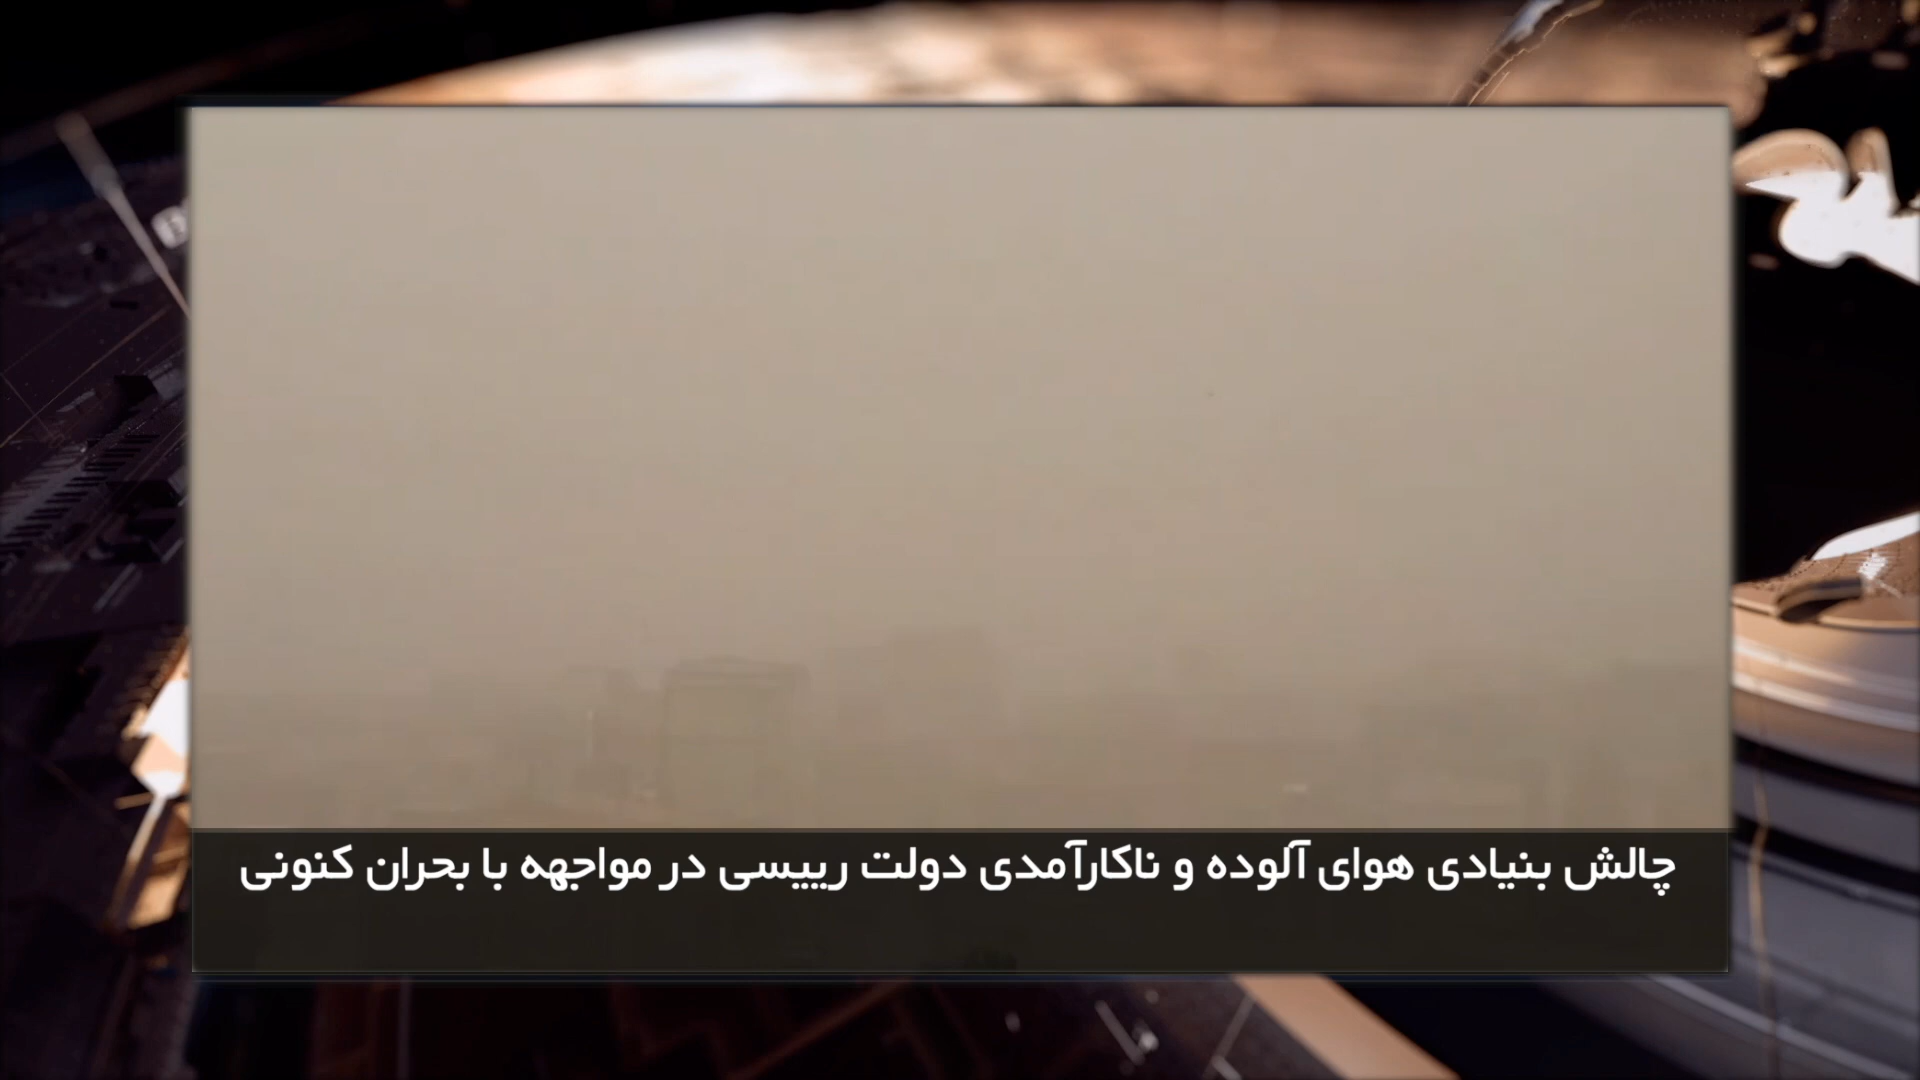 چالش بنیادی هوای آلوده و ناکارآمدی دولت رییسی در مواجهه با بحران کنونی